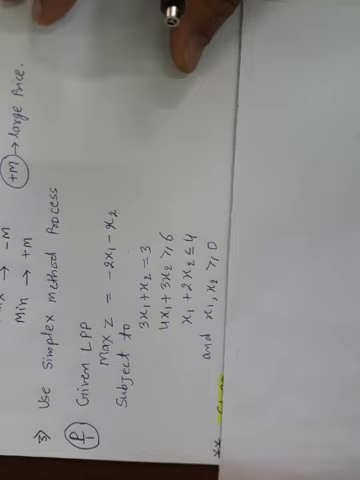 → -M
Min → +M (+M) → large Price.
3) Use Simplex method Process
(P) Given LPP
Max Z = -2x₁ - x₂
Subject to
3x₁ + x₂ = 3
4x₁ + 3x₂ ≥ 6
x₁ + 2x₂ ≤ 4
and x₁, x₂ ≥ 0